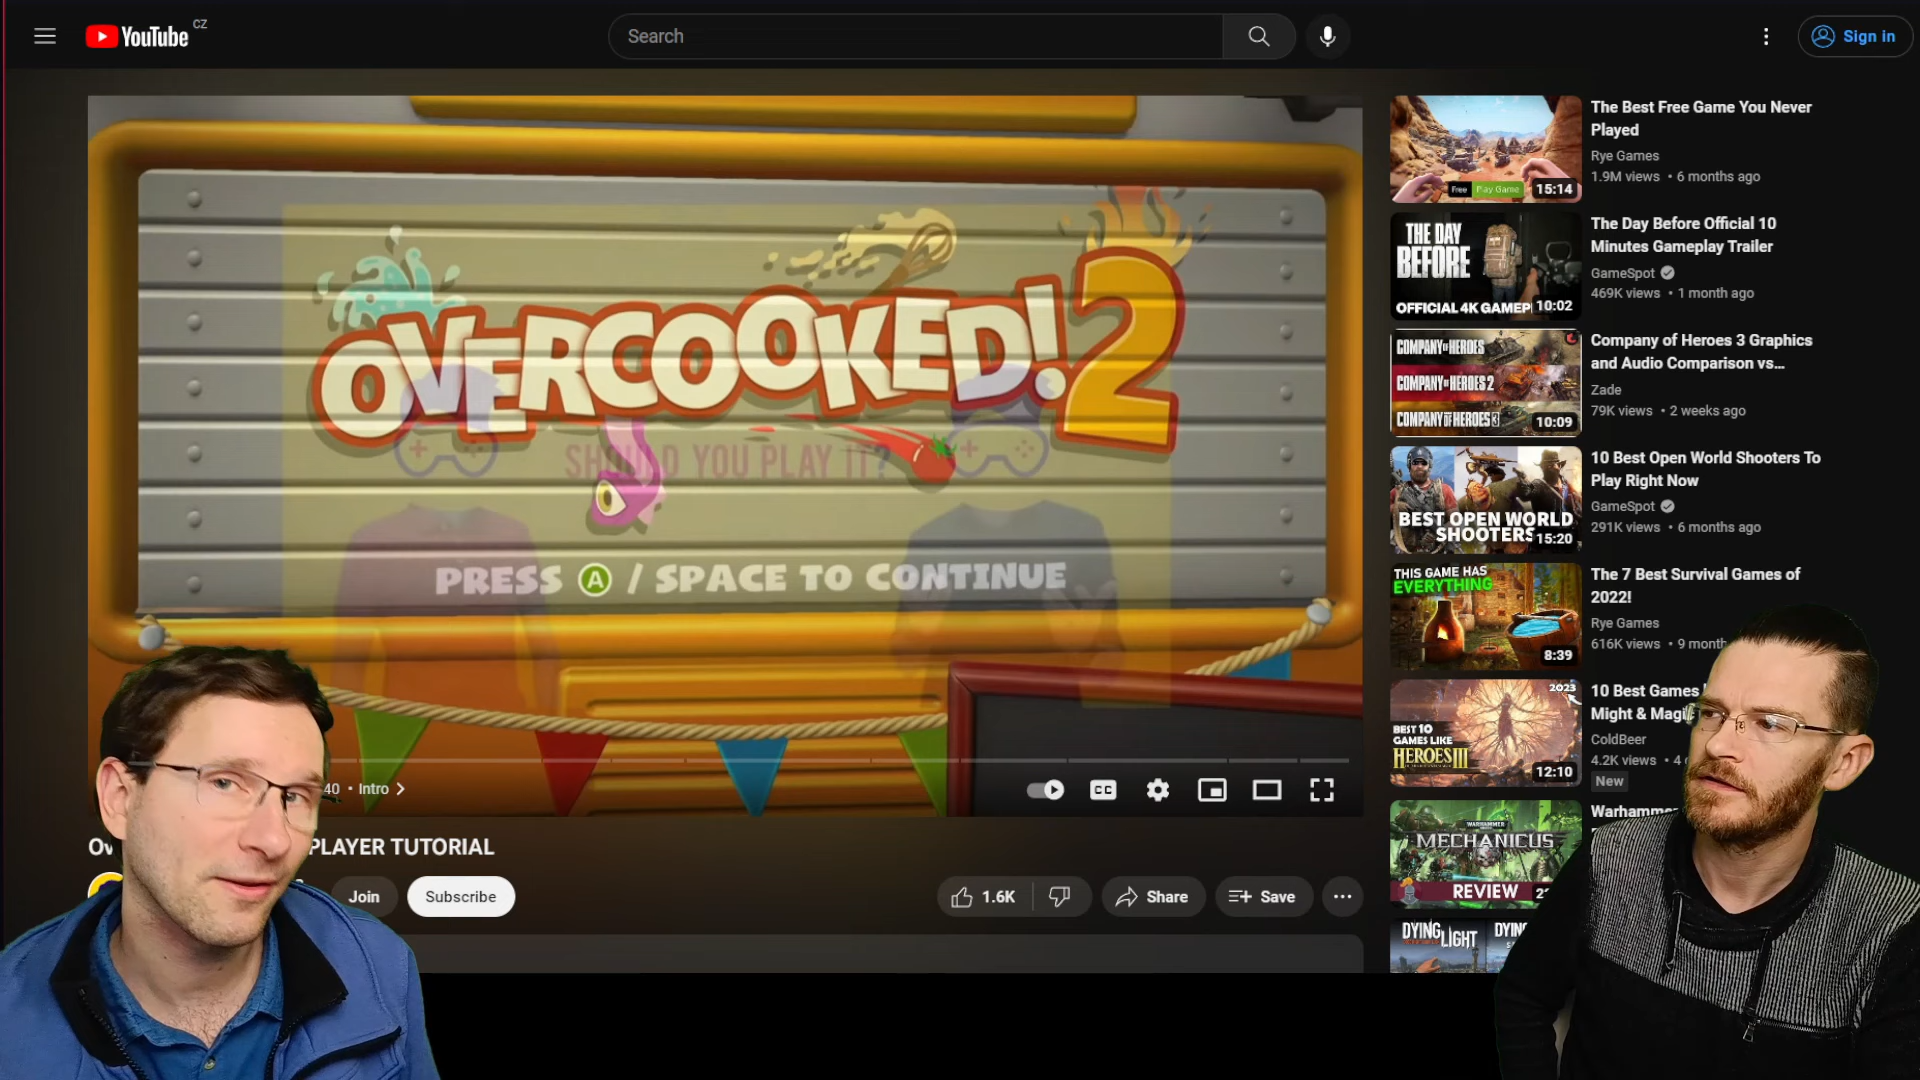 YouTube CZ
Search
Sign in
OVERCOOKED! 2
SHOULD YOU PLAY IT?
PRESS A / SPACE TO CONTINUE
40 • Intro
CC
PLAYER TUTORIAL
Join
Subscribe
1.6K
Share
Save
Free Play Game 15:14
The Best Free Game You Never
Played
Rye Games
1.9M views • 6 months ago
THE DAY
BEFORE
OFFICIAL 4K GAMEP 10:02
The Day Before Official 10
Minutes Gameplay Trailer
GameSpot
469K views • 1 month ago
COMPANY OF HEROES
COMPANY OF HEROES 2
COMPANY OF HEROES 3 10:09
Company of Heroes 3 Graphics
and Audio Comparison vs...
Zade
79K views • 2 weeks ago
BEST OPEN WORLD
SHOOTERS 15:20
10 Best Open World Shooters To
Play Right Now
GameSpot
291K views • 6 months ago
THIS GAME HAS
EVERYTHING
8:39
The 7 Best Survival Games of
2022!
Rye Games
616K views • 9 month
2023
BEST 10
GAMES LIKE
HEROES III
12:10
10 Best Games
Might & Magi
ColdBeer
4.2K views • 4
New
WARHAMMER
MECHANICUS
REVIEW
Warhammer
DYING
LIGHT